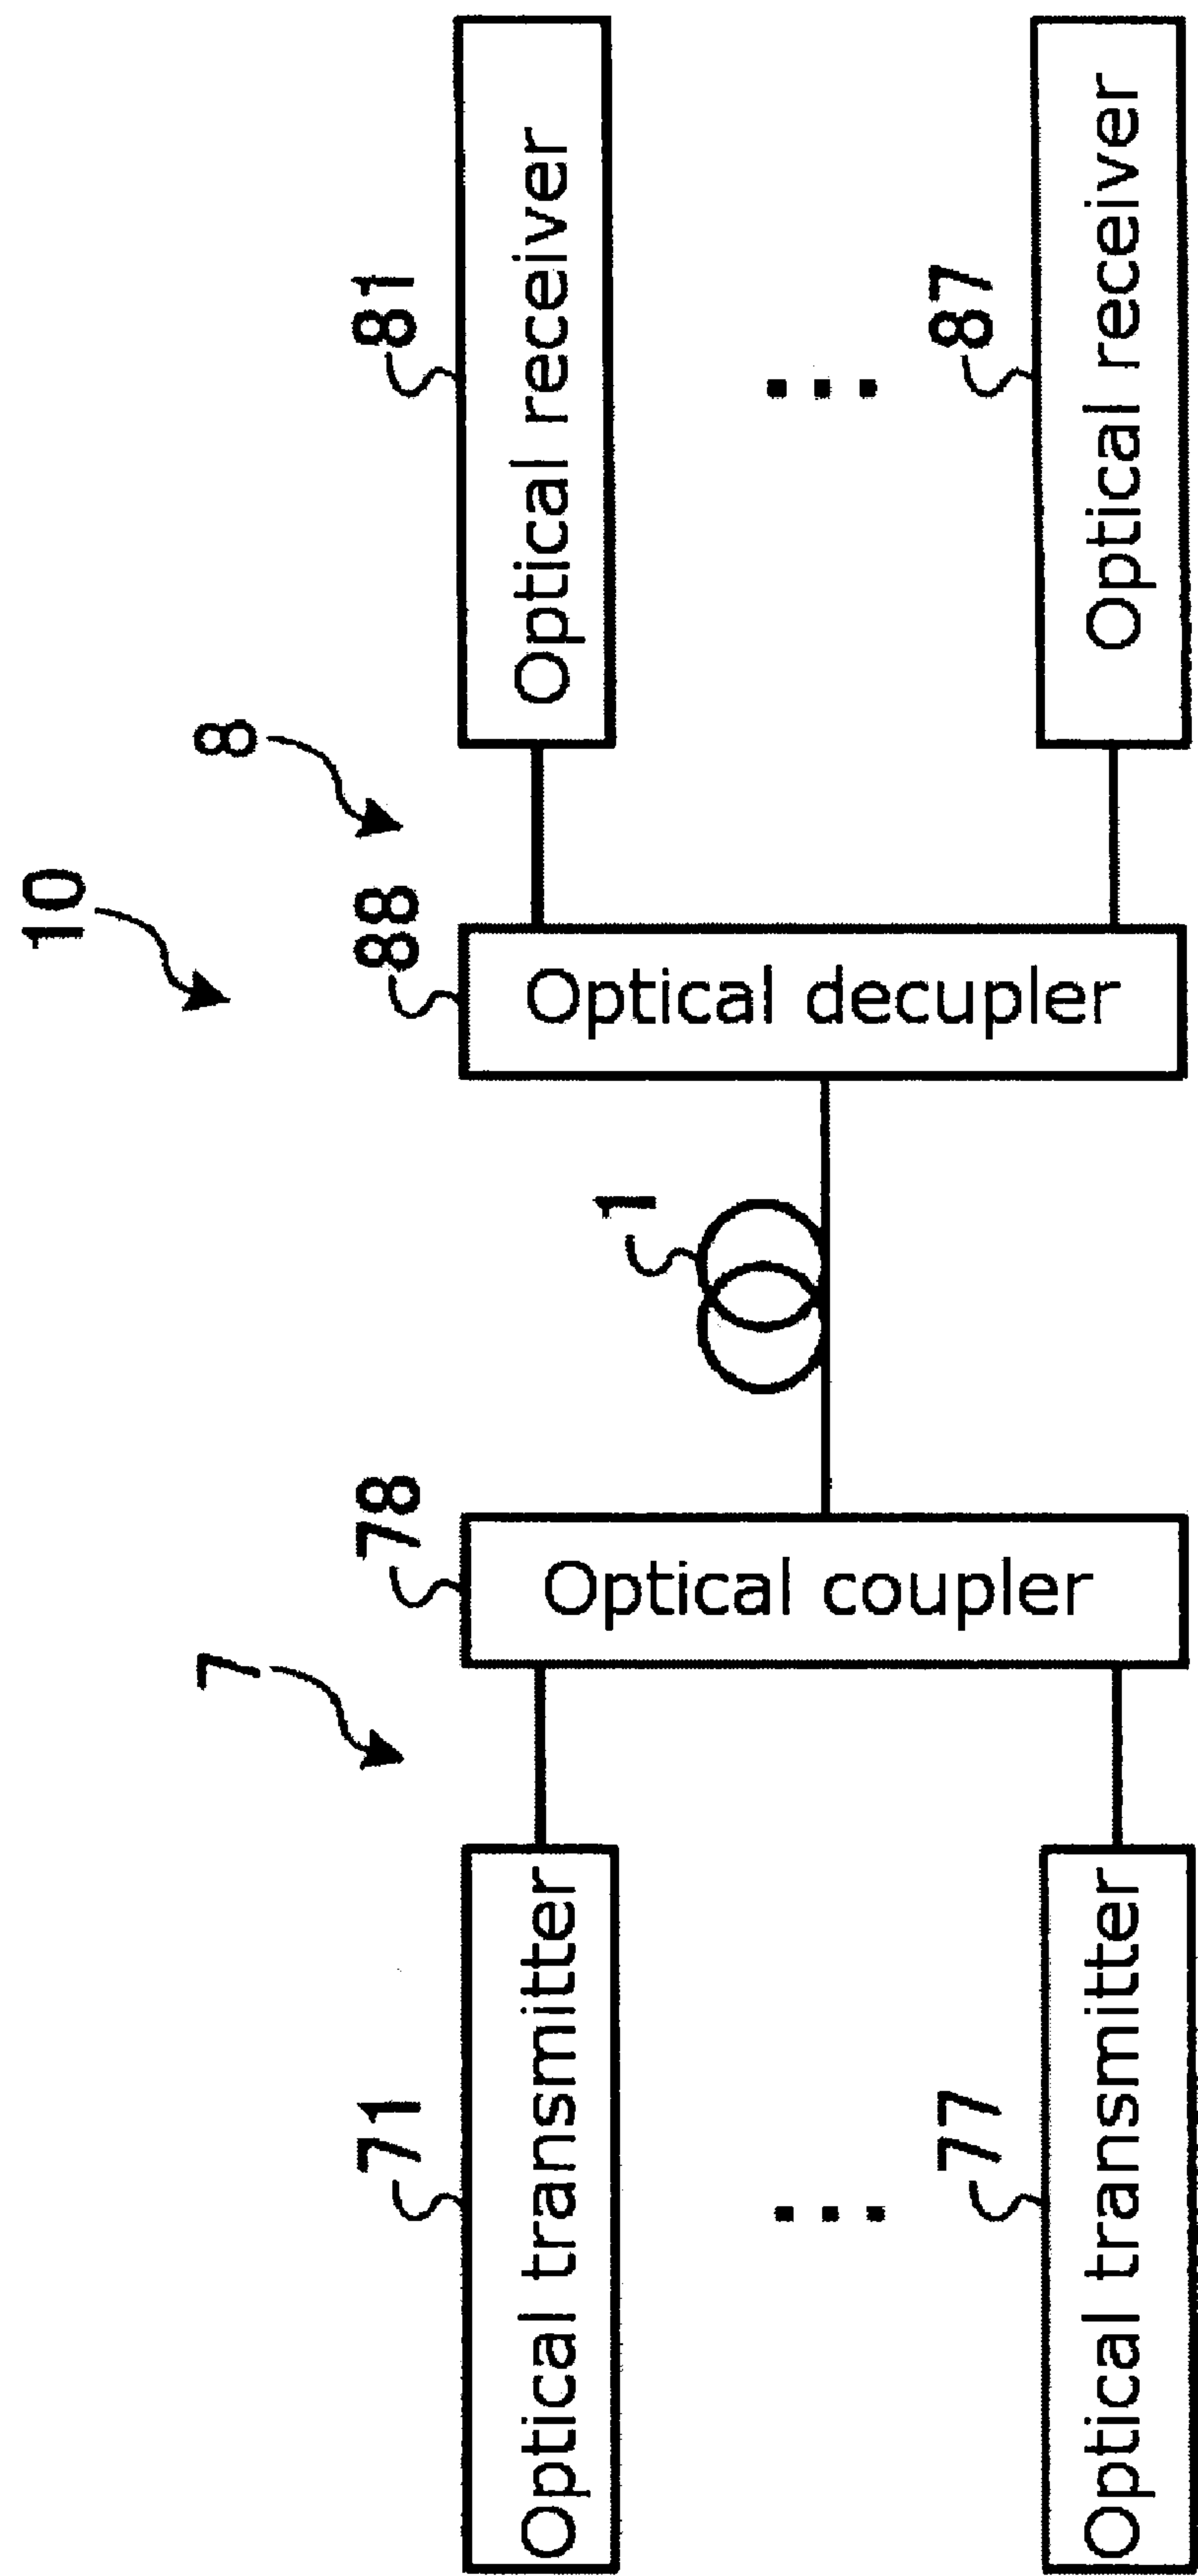 10
7
8
71
78
1
88
81
Optical transmitter
Optical coupler
Optical decupler
Optical receiver
...
...
77
87
Optical transmitter
Optical receiver